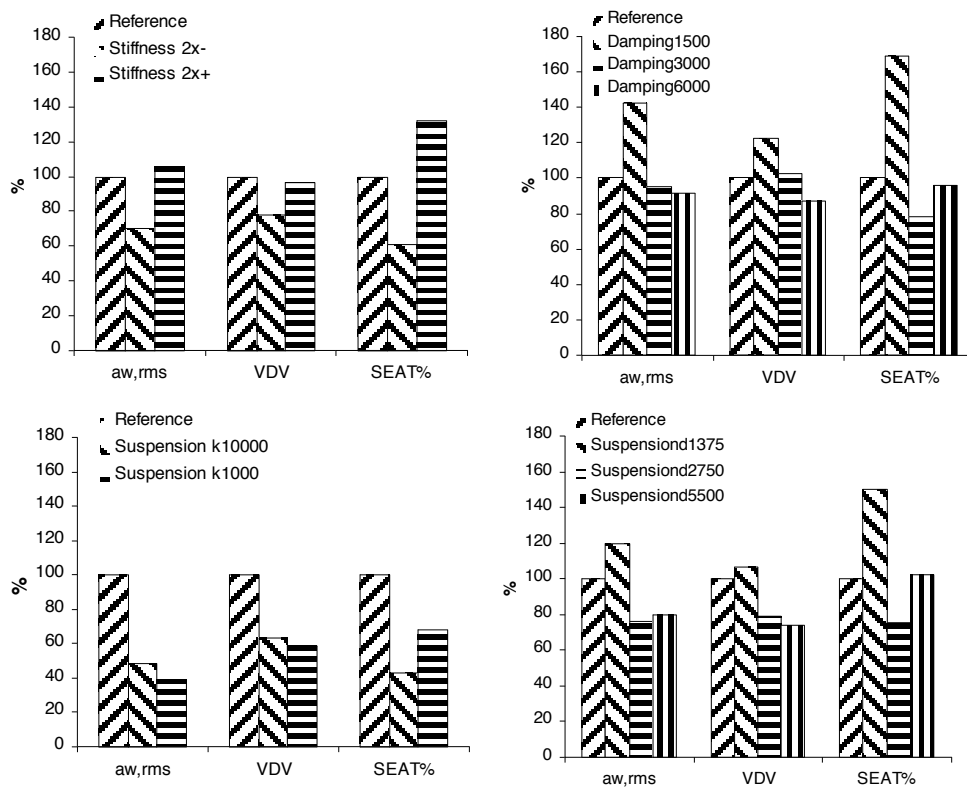 180
160
140
120
100
80
60
40
20
0
%
Reference
Stiffness 2x-
Stiffness 2x+
aw,rms
VDV
SEAT%
180
160
140
120
100
80
60
40
20
0
%
Reference
Damping1500
Damping3000
Damping6000
aw,rms
VDV
SEAT%
180
160
140
120
100
80
60
40
20
0
%
Reference
Suspension k10000
Suspension k1000
aw,rms
VDV
SEAT%
180
160
140
120
100
80
60
40
20
0
%
Reference
Suspensiond1375
Suspensiond2750
Suspensiond5500
aw,rms
VDV
SEAT%